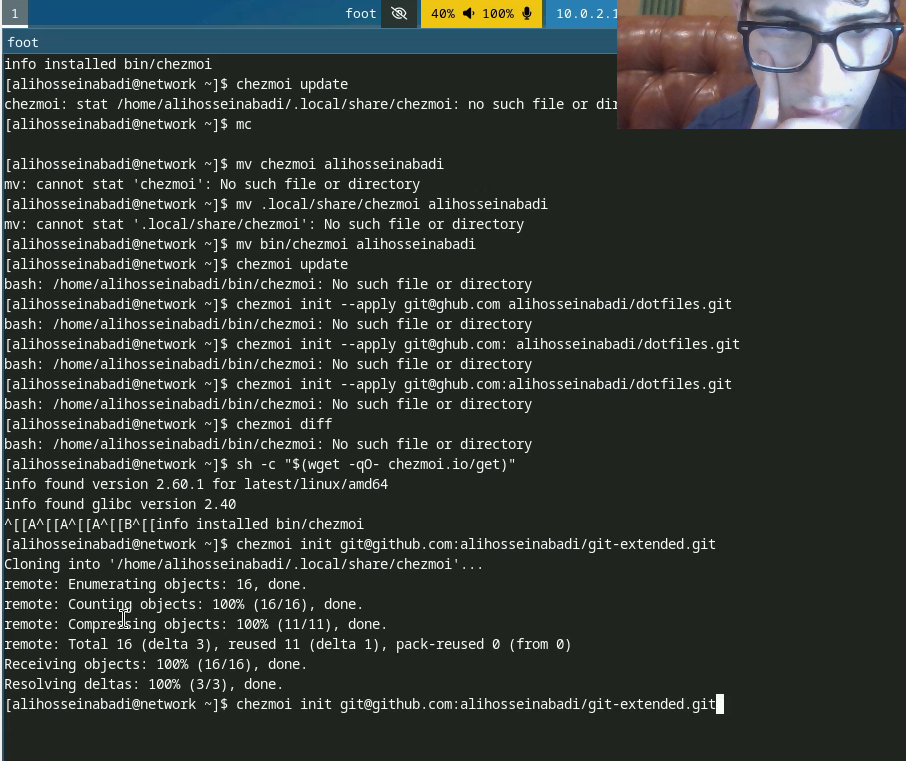 1 foot 40% 100% 10.0.2.1
foot
info installed bin/chezmoi
[alihosseinabadi@network ~]$ chezmoi update
chezmoi: stat /home/alihosseinabadi/.local/share/chezmoi: no such file or dir
[alihosseinabadi@network ~]$ mc
[alihosseinabadi@network ~]$ mv chezmoi alihosseinabadi
mv: cannot stat 'chezmoi': No such file or directory
[alihosseinabadi@network ~]$ mv .local/share/chezmoi alihosseinabadi
mv: cannot stat '.local/share/chezmoi': No such file or directory
[alihosseinabadi@network ~]$ mv bin/chezmoi alihosseinabadi
[alihosseinabadi@network ~]$ chezmoi update
bash: /home/alihosseinabadi/bin/chezmoi: No such file or directory
[alihosseinabadi@network ~]$ chezmoi init --apply git@ghub.com alihosseinabadi/dotfiles.git
bash: /home/alihosseinabadi/bin/chezmoi: No such file or directory
[alihosseinabadi@network ~]$ chezmoi init --apply git@ghub.com: alihosseinabadi/dotfiles.git
bash: /home/alihosseinabadi/bin/chezmoi: No such file or directory
[alihosseinabadi@network ~]$ chezmoi init --apply git@ghub.com:alihosseinabadi/dotfiles.git
bash: /home/alihosseinabadi/bin/chezmoi: No such file or directory
[alihosseinabadi@network ~]$ chezmoi diff
bash: /home/alihosseinabadi/bin/chezmoi: No such file or directory
[alihosseinabadi@network ~]$ sh -c "$(wget -qO- chezmoi.io/get)"
info found version 2.60.1 for latest/linux/amd64
info found glibc version 2.40
^[[A^[[A^[[A^[[B^[[info installed bin/chezmoi
[alihosseinabadi@network ~]$ chezmoi init git@github.com:alihosseinabadi/git-extended.git
Cloning into '/home/alihosseinabadi/.local/share/chezmoi'...
remote: Enumerating objects: 16, done.
remote: Counting objects: 100% (16/16), done.
remote: Compressing objects: 100% (11/11), done.
remote: Total 16 (delta 3), reused 11 (delta 1), pack-reused 0 (from 0)
Receiving objects: 100% (16/16), done.
Resolving deltas: 100% (3/3), done.
[alihosseinabadi@network ~]$ chezmoi init git@github.com:alihosseinabadi/git-extended.git